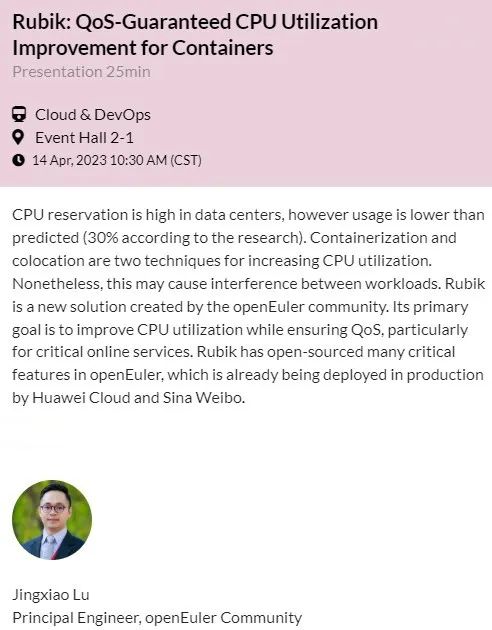 Rubik: QoS-Guaranteed CPU Utilization
Improvement for Containers
Presentation 25min
Cloud & DevOps
Event Hall 2-1
14 Apr, 2023 10:30 AM (CST)
CPU reservation is high in data centers, however usage is lower than
predicted (30% according to the research). Containerization and
colocation are two techniques for increasing CPU utilization.
Nonetheless, this may cause interference between workloads. Rubik
is a new solution created by the openEuler community. Its primary
goal is to improve CPU utilization while ensuring QoS, particularly
for critical online services. Rubik has open-sourced many critical
features in openEuler, which is already being deployed in production
by Huawei Cloud and Sina Weibo.
Jingxiao Lu
Principal Engineer, openEuler Community